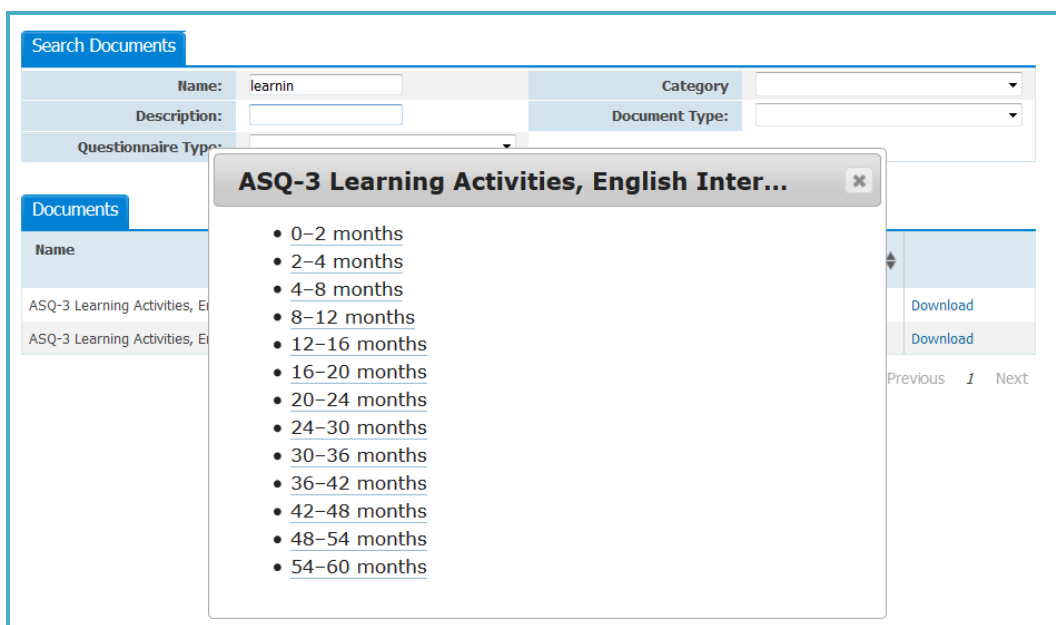 Search Documents
Name: learnin Category
Description: Document Type:
Questionnaire Type:
ASQ-3 Learning Activities, English Inter...
Documents
Name
0–2 months
2–4 months
4–8 months
8–12 months
12–16 months
16–20 months
20–24 months
24–30 months
30–36 months
36–42 months
42–48 months
48–54 months
54–60 months
ASQ-3 Learning Activities, Download
ASQ-3 Learning Activities, Download
Previous 1 Next